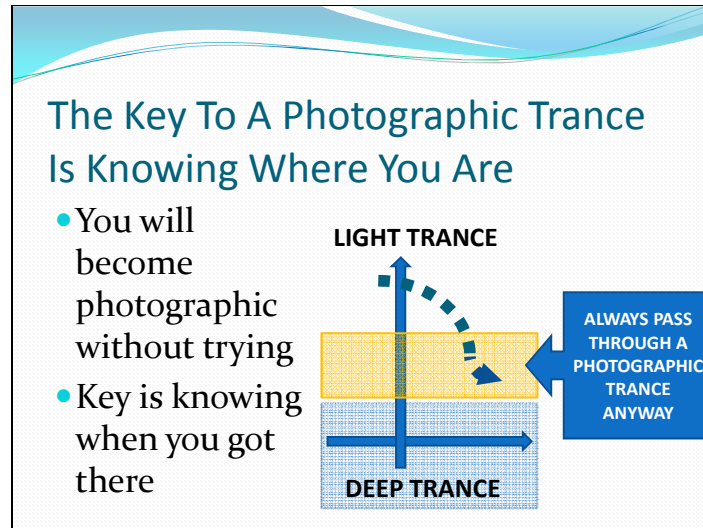 The Key To A Photographic Trance
Is Knowing Where You Are
•You will
become
photographic
without trying
•Key is knowing
when you got
there
LIGHT TRANCE
ALWAYS PASS
THROUGH A
PHOTOGRAPHIC
TRANCE
ANYWAY
DEEP TRANCE